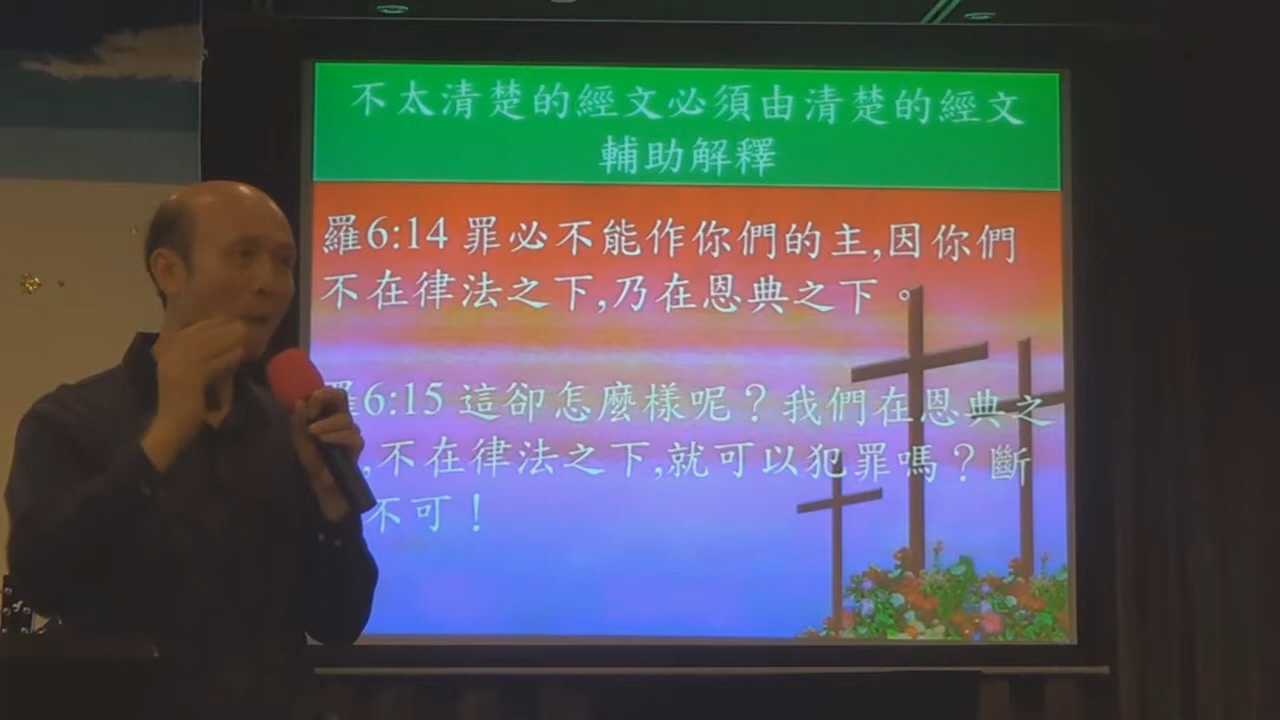 不太清楚的經文必須由清楚的經文
輔助解釋
羅6:14 罪必不能作你們的主,因你們
不在律法之下,乃在恩典之下。
羅6:15 這卻怎麼樣呢？我們在恩典之
,不在律法之下,就可以犯罪嗎？斷
不可！